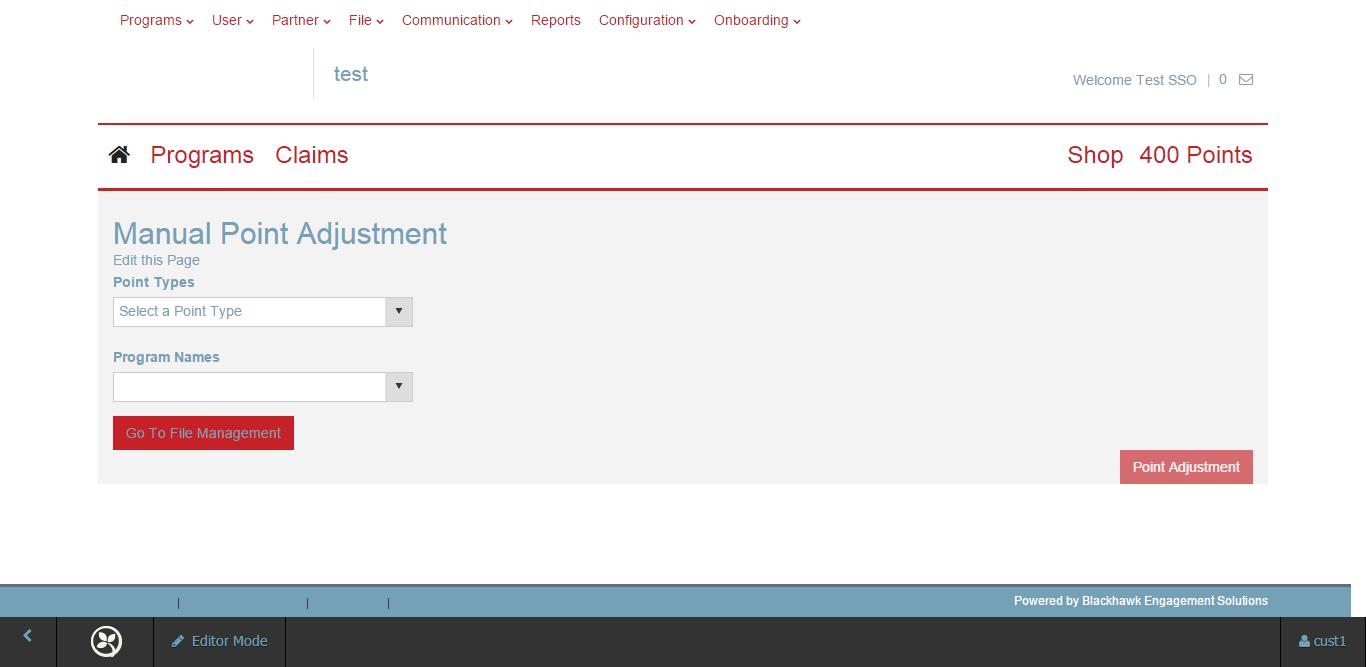 Programs User Partner File Communication Reports Configuration Onboarding
test
Welcome Test SSO | 0
Programs Claims Shop 400 Points
Manual Point Adjustment
Edit this Page
Point Types
Select a Point Type
Program Names
Go To File Management
Point Adjustment
| | | Powered by Blackhawk Engagement Solutions
Editor Mode cust1